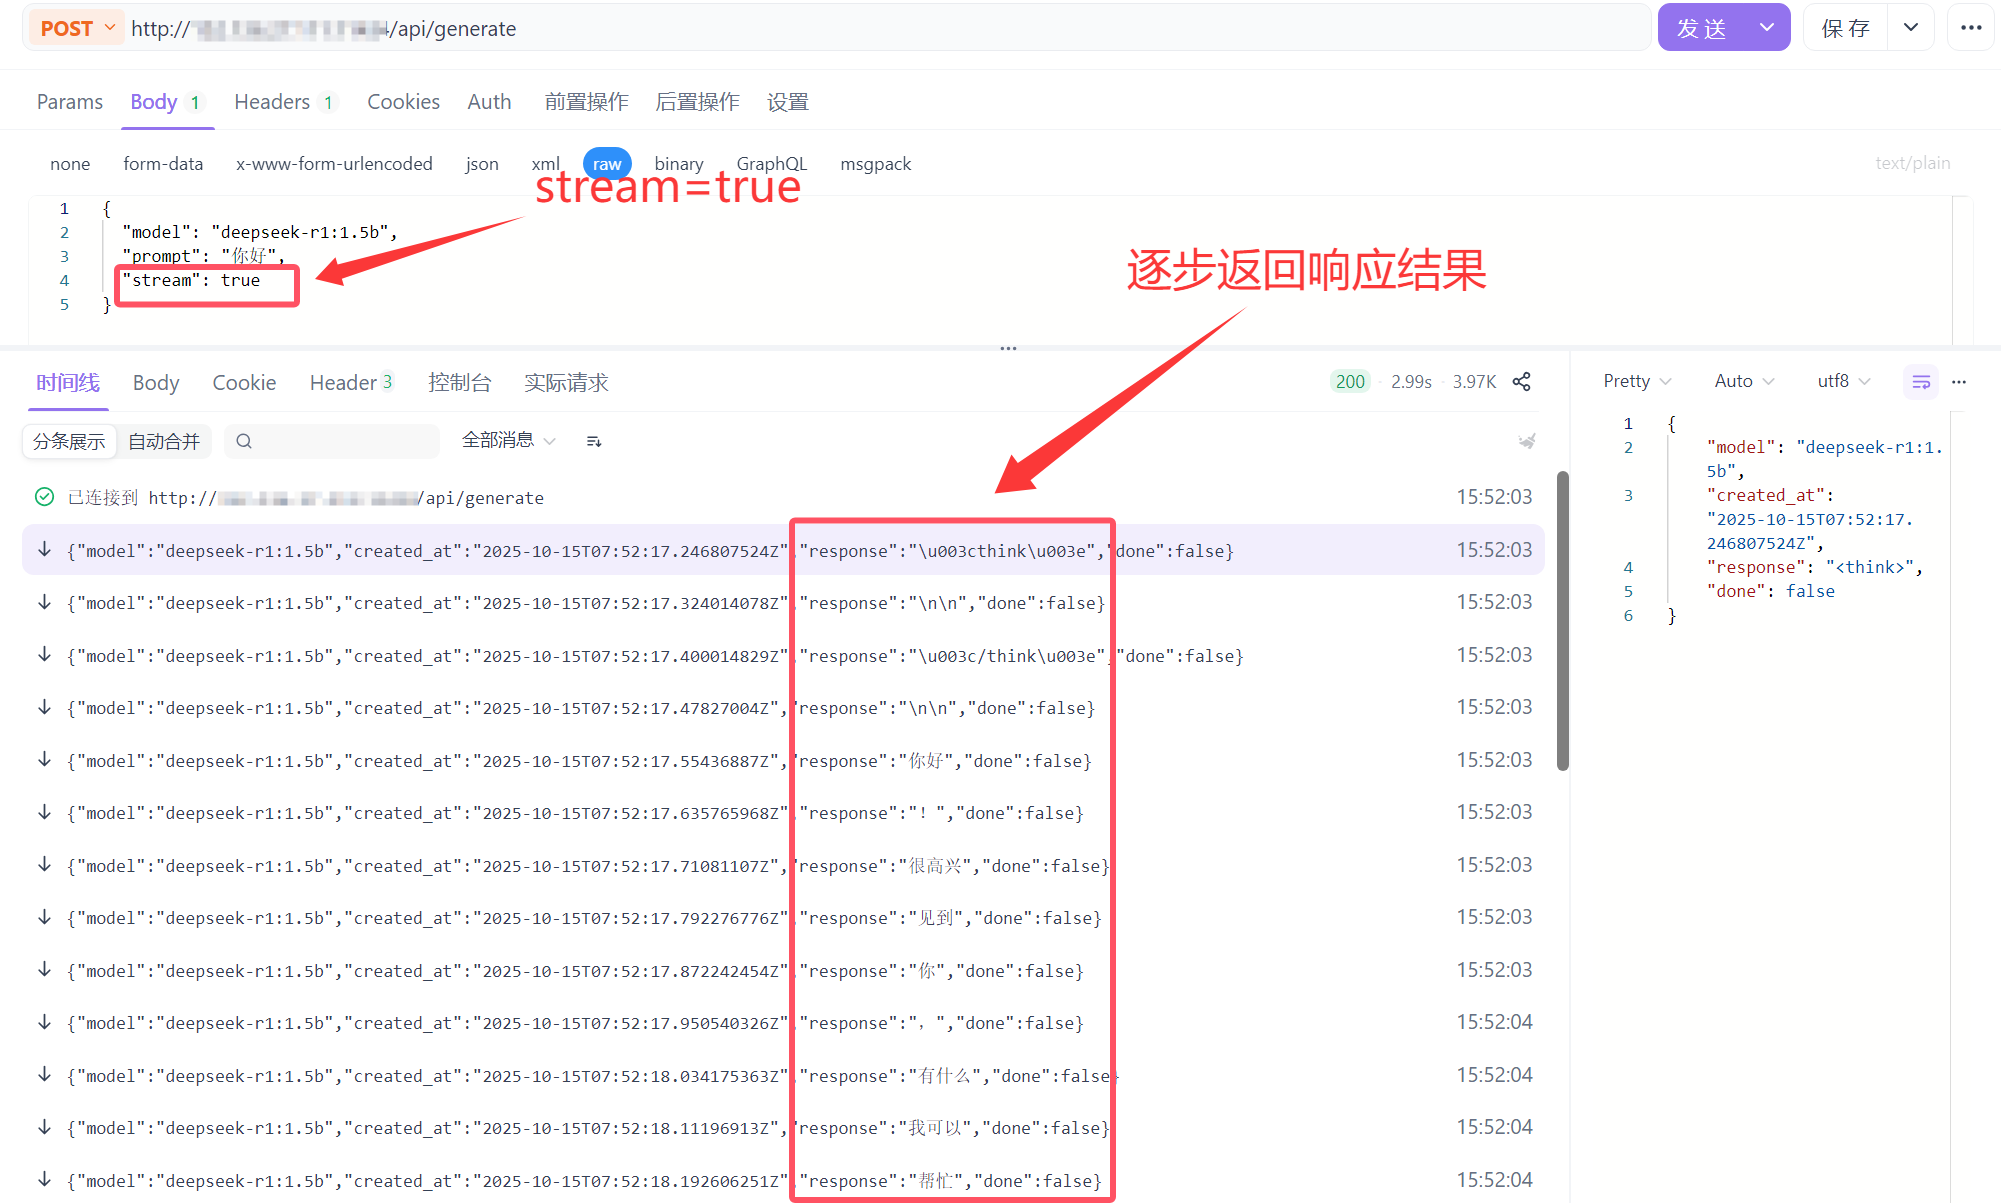 POST http:// /api/generate 发 送 保 存
Params Body 1 Headers 1 Cookies Auth 前置操作 后置操作 设置
none form-data x-www-form-urlencoded json xml raw binary GraphQL msgpack text/plain
stream=true
1 {
2 "model": "deepseek-r1:1.5b",
3 "prompt": "你好",
4 "stream": true
5 }
逐步返回响应结果
时间线 Body Cookie Header 3 控制台 实际请求 200 · 2.99s · 3.97K
分条展示 自动合并 全部消息
已连接到 http:// /api/generate 15:52:03
{"model":"deepseek-r1:1.5b","created_at":"2025-10-15T07:52:17.246807524Z","response":"\u003cthink\u003e","done":false} 15:52:03
{"model":"deepseek-r1:1.5b","created_at":"2025-10-15T07:52:17.324014078Z","response":"\n\n","done":false} 15:52:03
{"model":"deepseek-r1:1.5b","created_at":"2025-10-15T07:52:17.400014829Z","response":"\u003c/think\u003e","done":false} 15:52:03
{"model":"deepseek-r1:1.5b","created_at":"2025-10-15T07:52:17.47827004Z","response":"\n\n","done":false} 15:52:03
{"model":"deepseek-r1:1.5b","created_at":"2025-10-15T07:52:17.55436887Z","response":"你好","done":false} 15:52:03
{"model":"deepseek-r1:1.5b","created_at":"2025-10-15T07:52:17.635765968Z","response":"！","done":false} 15:52:03
{"model":"deepseek-r1:1.5b","created_at":"2025-10-15T07:52:17.71081107Z","response":"很高兴","done":false} 15:52:03
{"model":"deepseek-r1:1.5b","created_at":"2025-10-15T07:52:17.792276776Z","response":"见到","done":false} 15:52:03
{"model":"deepseek-r1:1.5b","created_at":"2025-10-15T07:52:17.872242454Z","response":"你","done":false} 15:52:03
{"model":"deepseek-r1:1.5b","created_at":"2025-10-15T07:52:17.950540326Z","response":"，","done":false} 15:52:04
{"model":"deepseek-r1:1.5b","created_at":"2025-10-15T07:52:18.034175363Z","response":"有什么","done":false} 15:52:04
{"model":"deepseek-r1:1.5b","created_at":"2025-10-15T07:52:18.11196913Z","response":"我可以","done":false} 15:52:04
{"model":"deepseek-r1:1.5b","created_at":"2025-10-15T07:52:18.192606251Z","response":"帮忙","done":false} 15:52:04
Pretty Auto utf8
1 {
2 "model": "deepseek-r1:1.
5b",
3 "created_at":
"2025-10-15T07:52:17.
246807524Z",
4 "response": "<think>",
5 "done": false
6 }